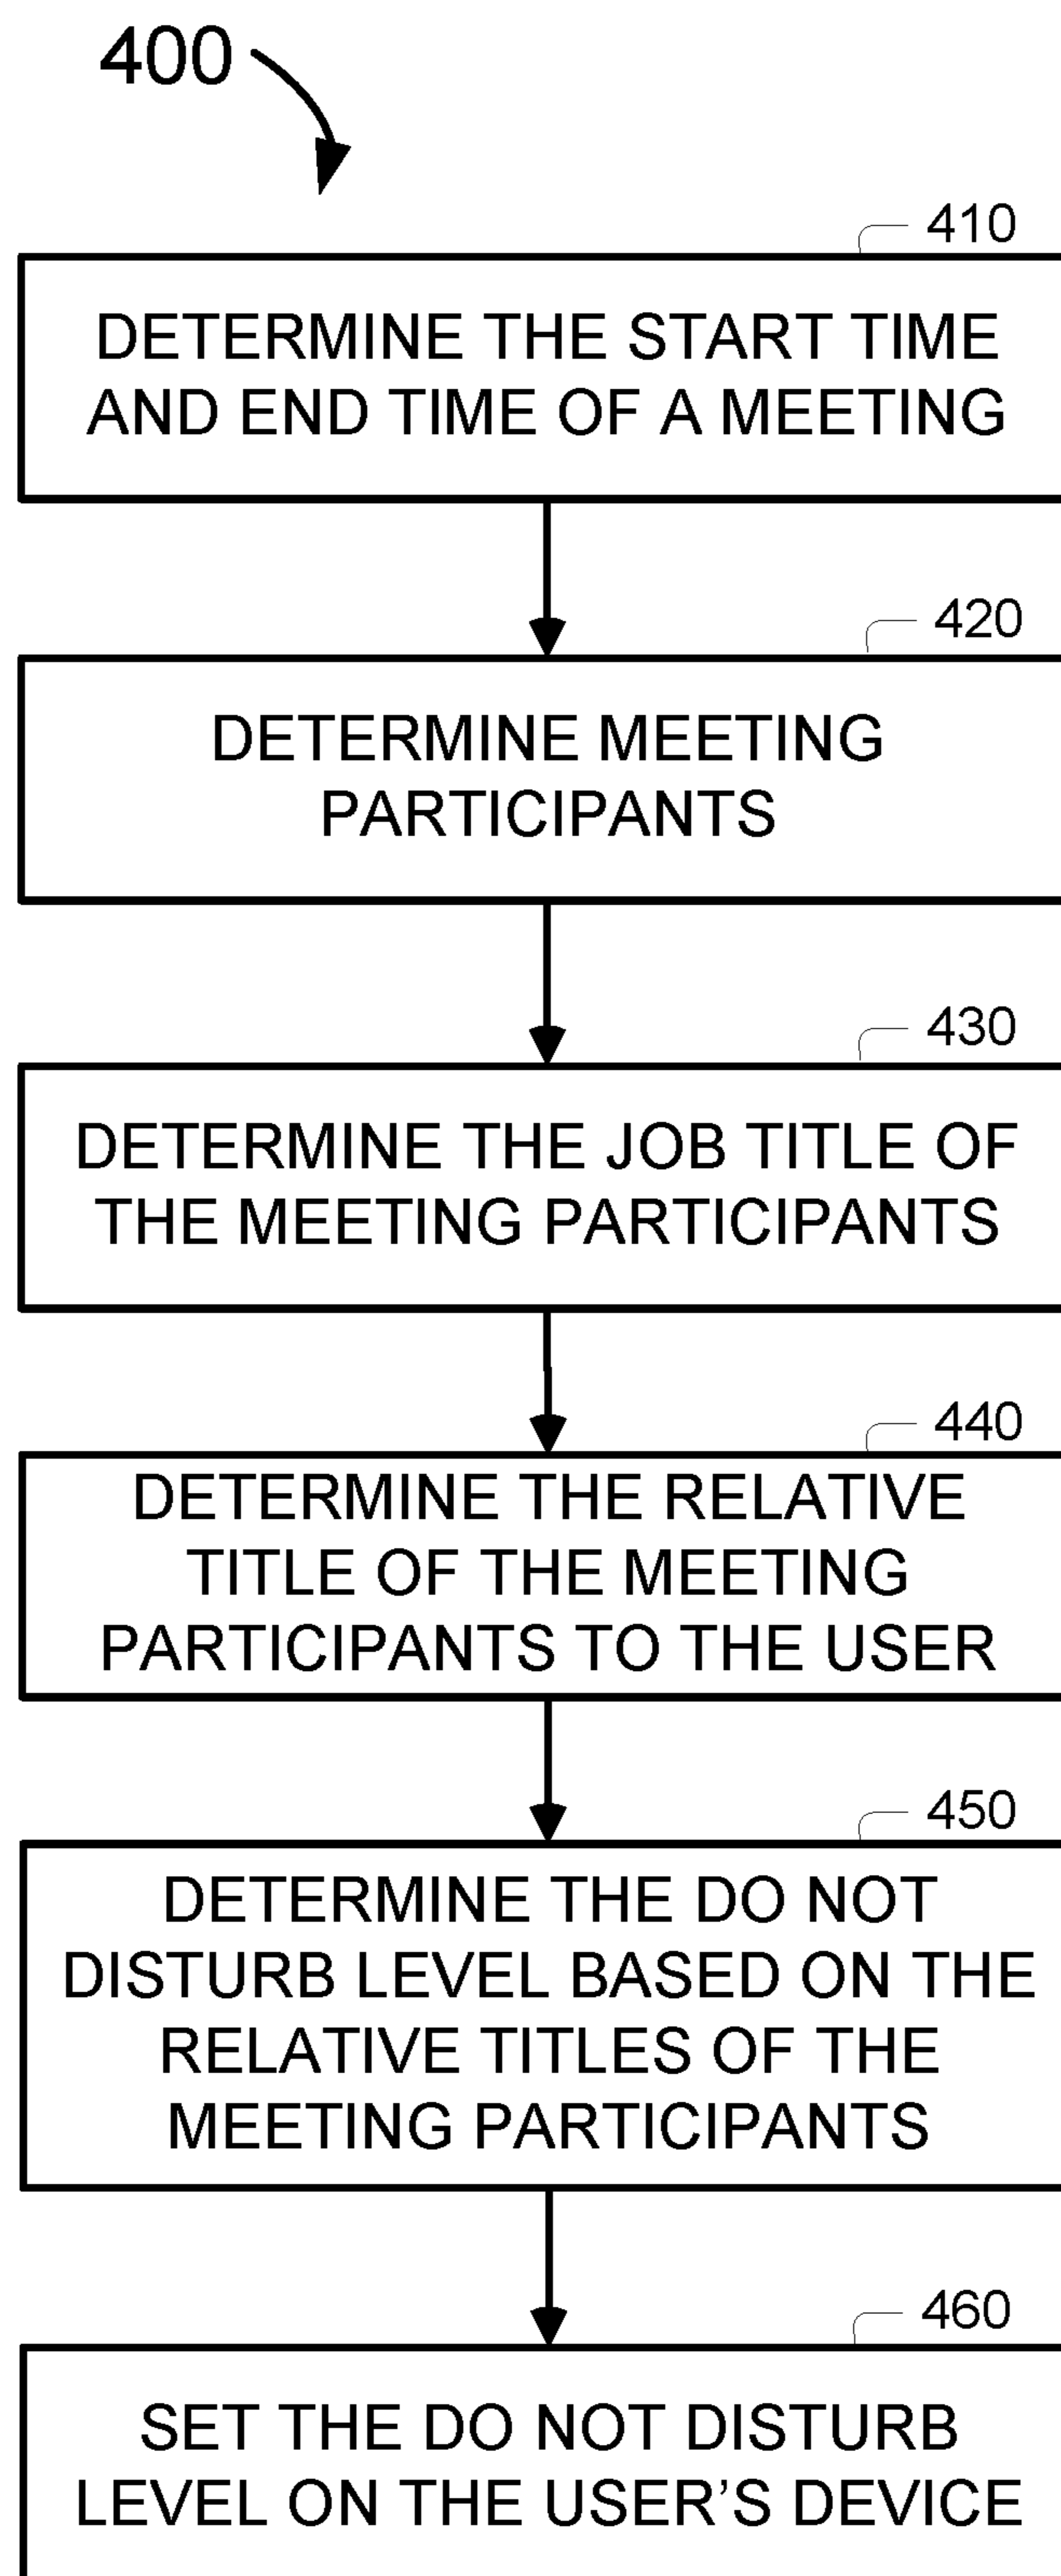 400
410
DETERMINE THE START TIME
AND END TIME OF A MEETING
420
DETERMINE MEETING
PARTICIPANTS
430
DETERMINE THE JOB TITLE OF
THE MEETING PARTICIPANTS
440
DETERMINE THE RELATIVE
TITLE OF THE MEETING
PARTICIPANTS TO THE USER
450
DETERMINE THE DO NOT
DISTURB LEVEL BASED ON THE
RELATIVE TITLES OF THE
MEETING PARTICIPANTS
460
SET THE DO NOT DISTURB
LEVEL ON THE USER’S DEVICE